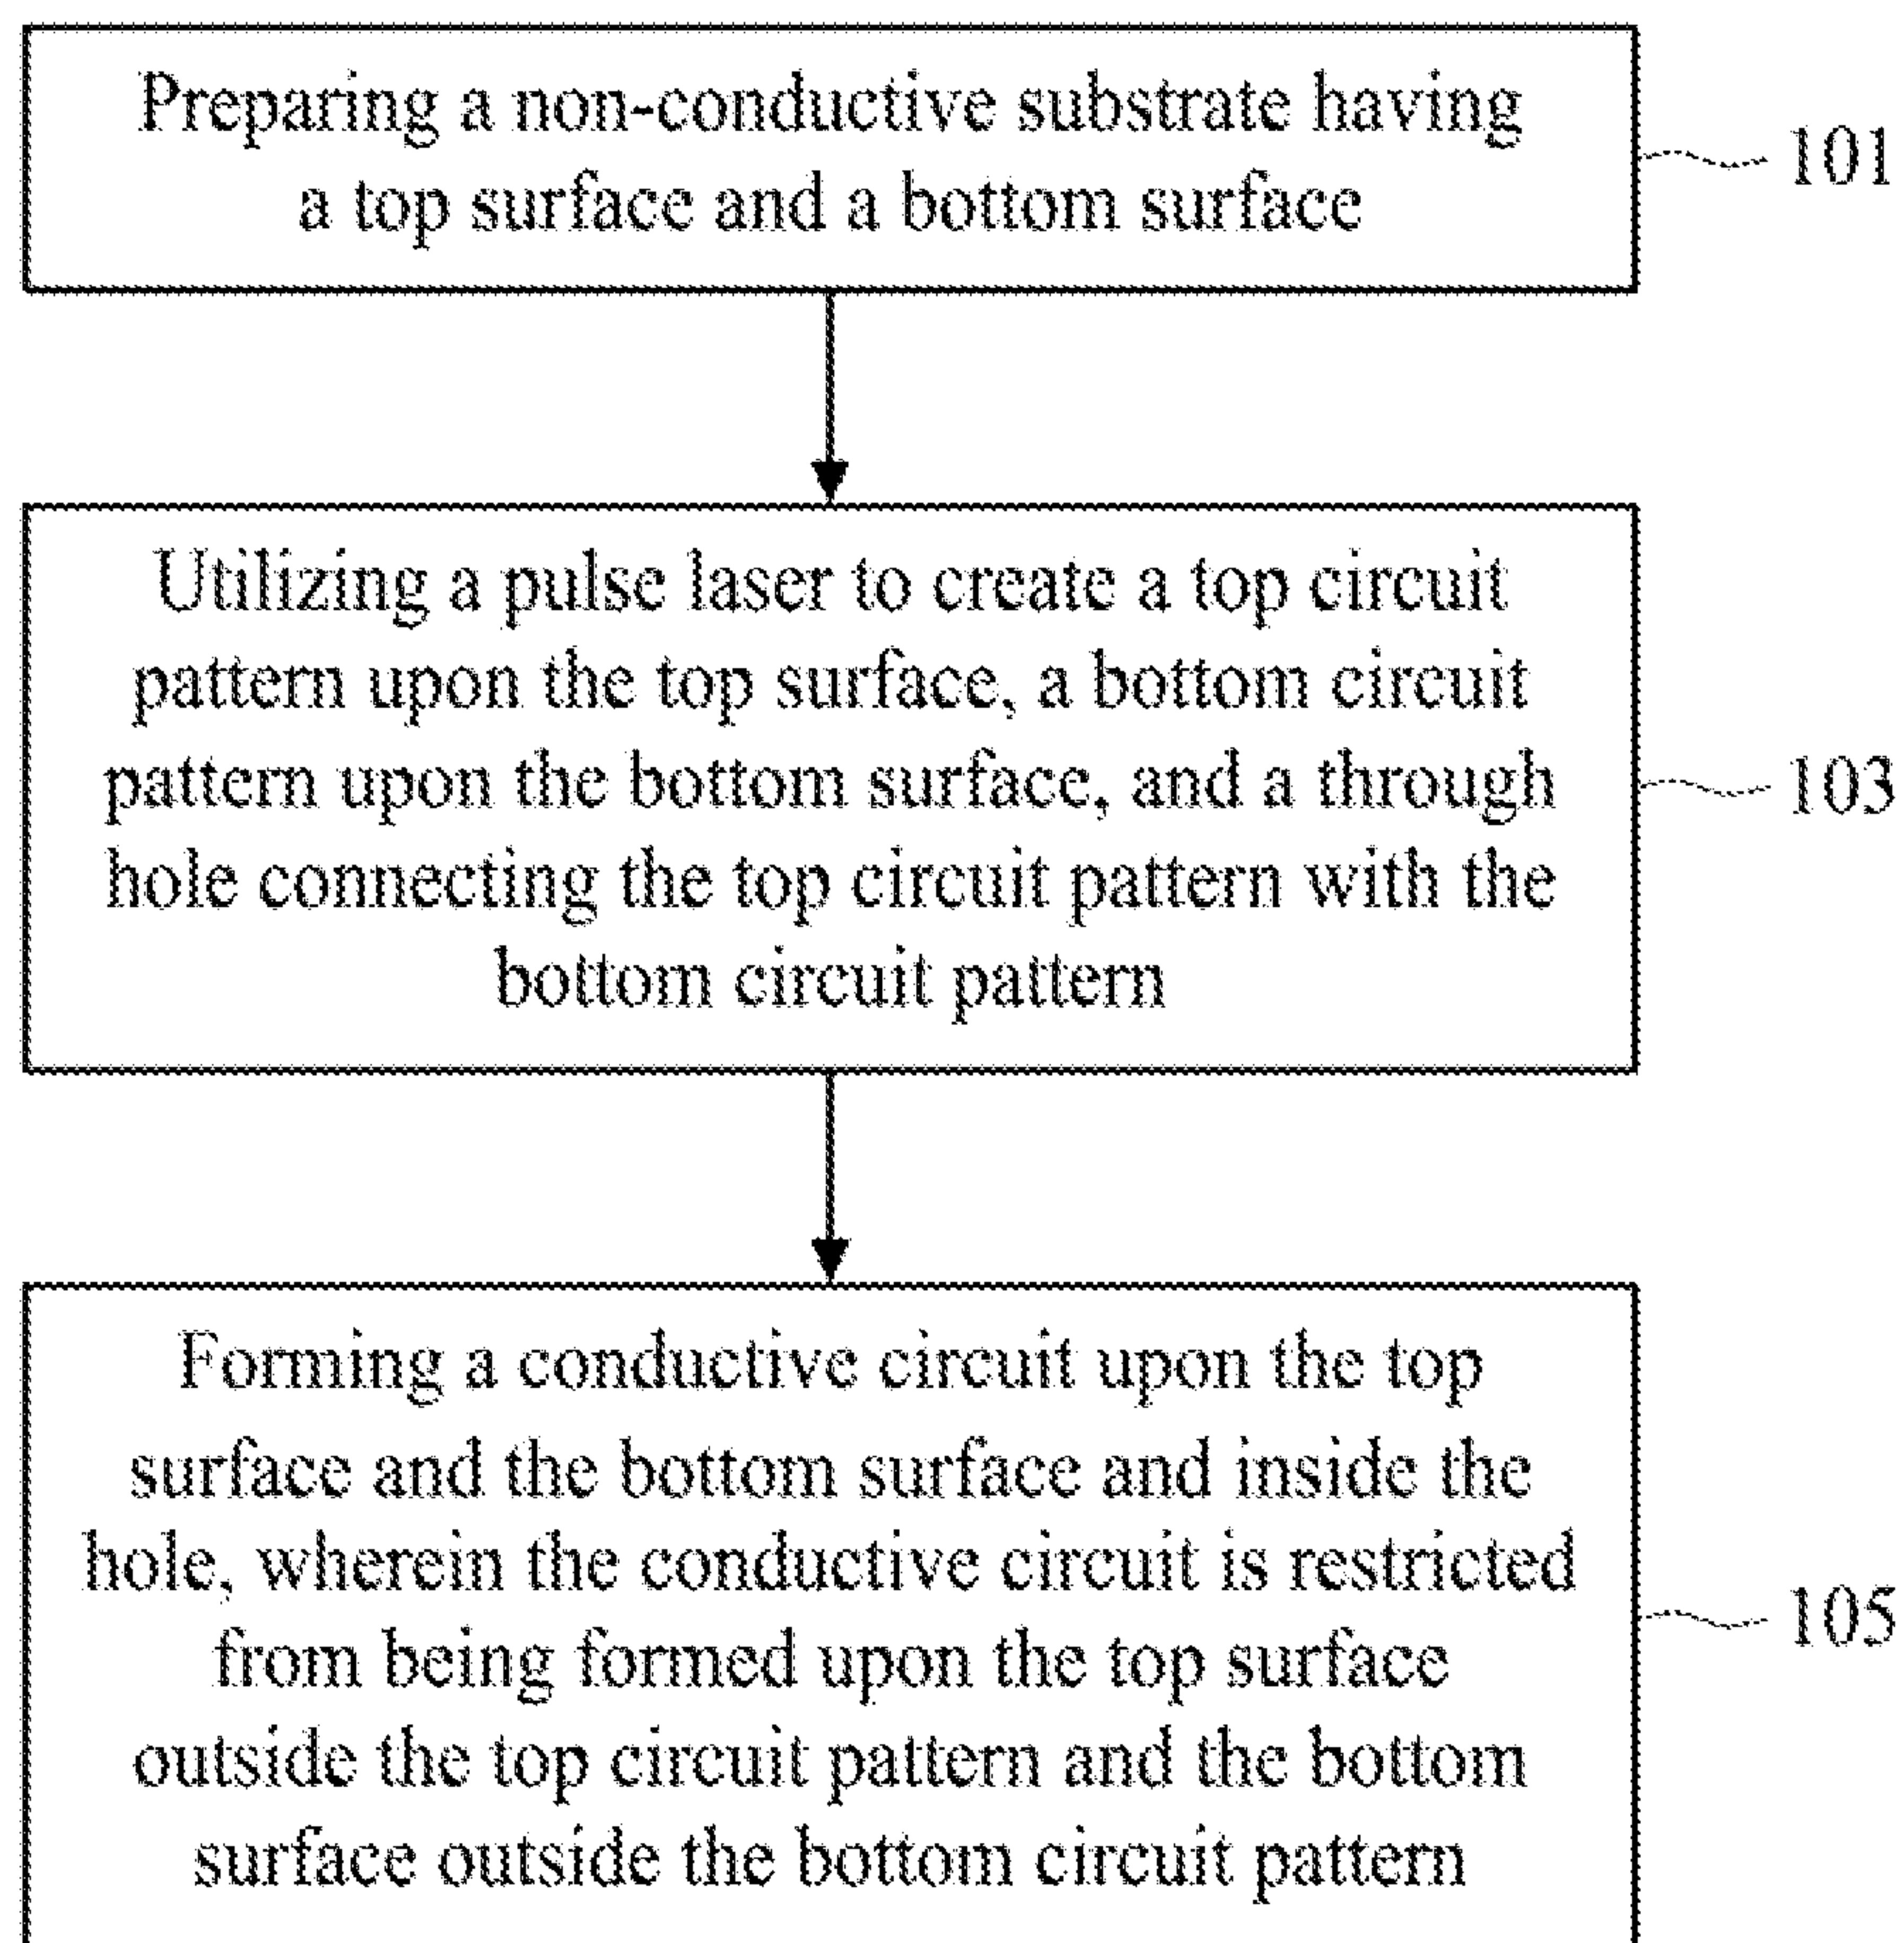 Preparing a non-conductive substrate having
a top surface and a bottom surface
101
Utilizing a pulse laser to create a top circuit
pattern upon the top surface, a bottom circuit
pattern upon the bottom surface, and a through
hole connecting the top circuit pattern with the
bottom circuit pattern
103
Forming a conductive circuit upon the top
surface and the bottom surface and inside the
hole, wherein the conductive circuit is restricted
from being formed upon the top surface
outside the top circuit pattern and the bottom
surface outside the bottom circuit pattern
105